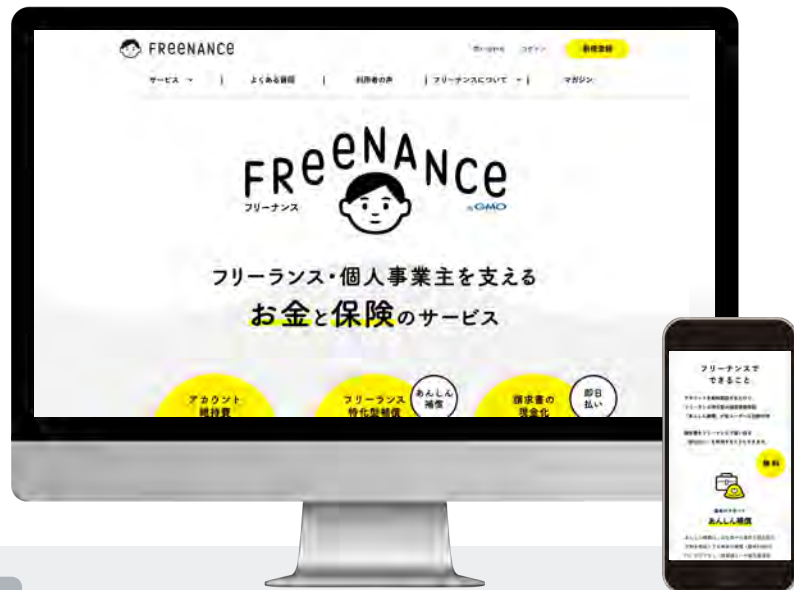 FReeNANCe
ログイン
新規登録
サービス
よくある質問
利用者の声
フリーナンスについて
マガジン
FReeNANCe
フリーナンス
by GMO
フリーランス・個人事業主を支える
お金と保険のサービス
アカウント
維持費
フリーランス
特化型補償
あんしん
補償
請求書の
現金化
即日
払い
フリーナンスで
できること
無料
あんしん補償